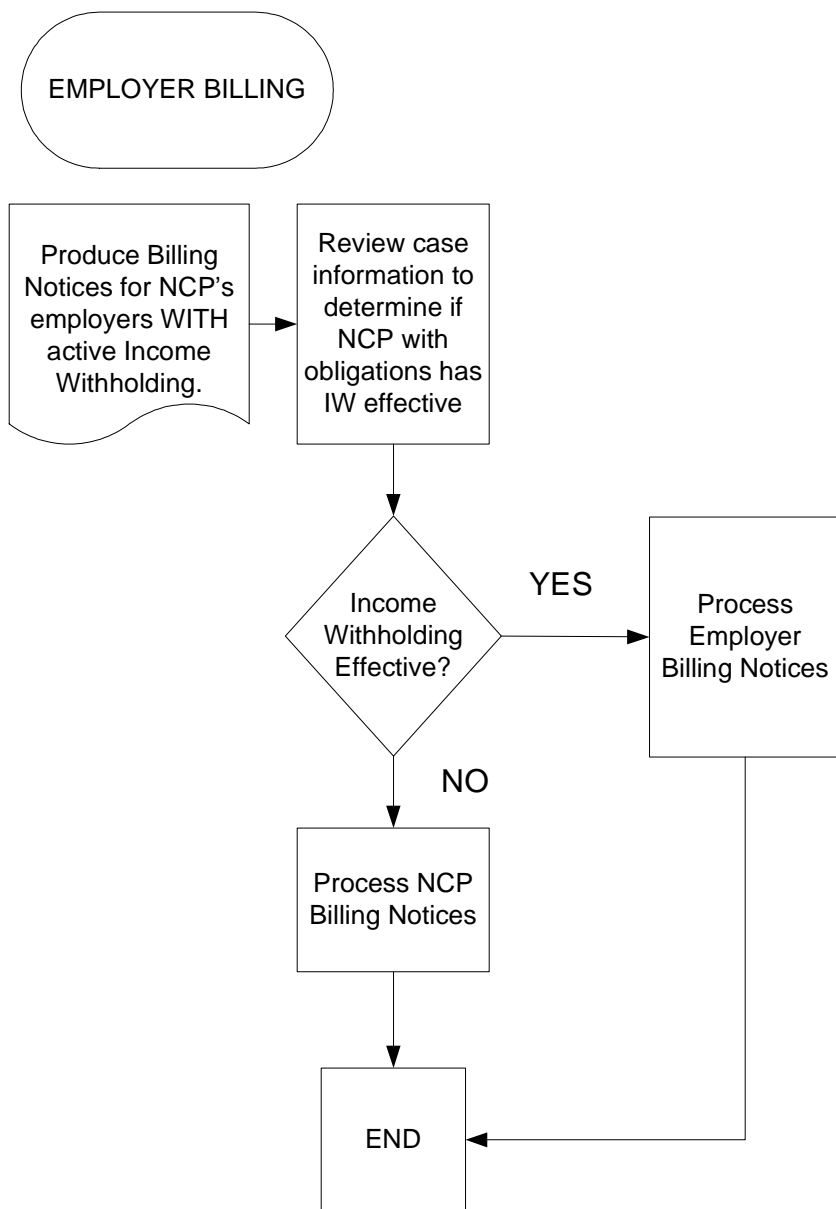 EMPLOYER BILLING
Produce Billing
Notices for NCP's
employers WITH
active Income
Withholding.
Review case
information to
determine if
NCP with
obligations has
IW effective
Income
Withholding
Effective?
YES
Process
Employer
Billing Notices
NO
Process NCP
Billing Notices
END